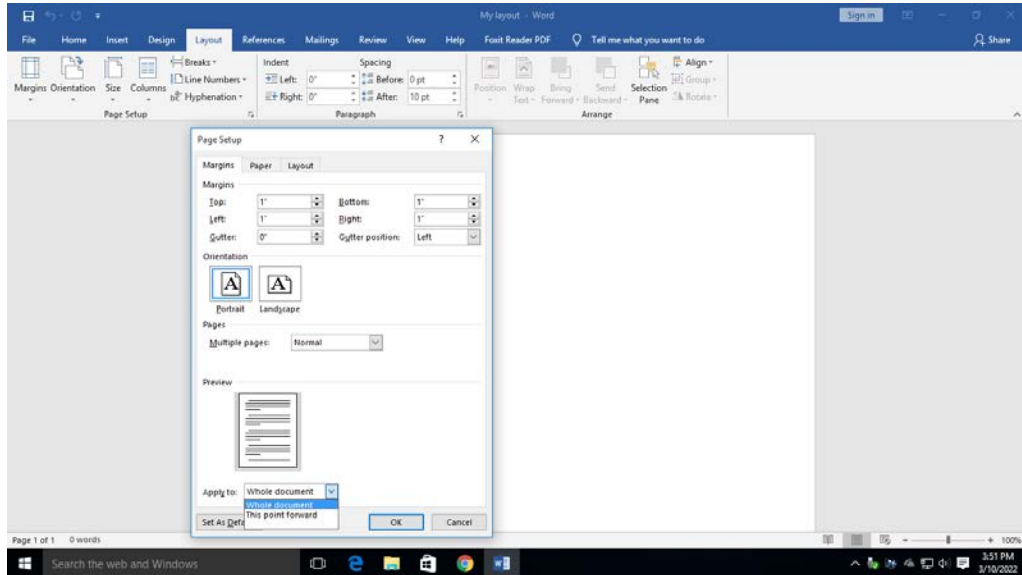 My layout - Word
Sign in
File Home Insert Design Layout References Mailings Review View Help Foxit Reader PDF Tell me what you want to do Share
Margins Orientation Size Columns Breaks Line Numbers Hyphenation
Page Setup
Indent Spacing
Left: 0" Before: 0 pt
Right: 0" After: 10 pt
Paragraph
Position Wrap Text Bring Forward Send Backward Selection Pane Align Group Rotate
Arrange
Page Setup ? X
Margins Paper Layout
Margins
Top: 1" Bottom: 1"
Left: 1" Right: 1"
Gutter: 0" Gutter position: Left
Orientation
A A
Portrait Landscape
Pages
Multiple pages: Normal
Preview
Apply to: Whole document
Whole document
This point forward
Set As Defa OK Cancel
Page 1 of 1 0 words 100%
Search the web and Windows
3:51 PM
3/10/2022